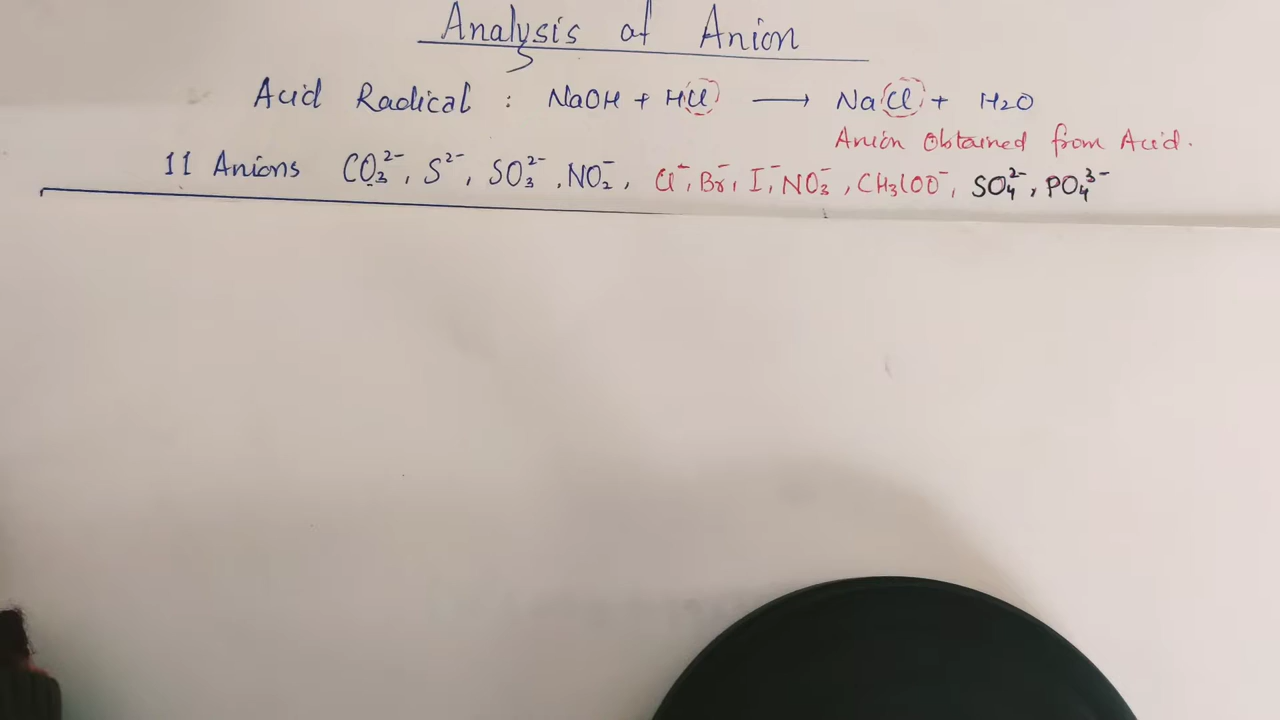 Analysis of Anion
Acid Radical : NaOH + HCl ⟶ NaCl + H2O
Anion Obtained from Acid.
11 Anions CO₃²⁻, S²⁻, SO₃²⁻, NO₂⁻, Cl⁻, Br⁻, I⁻, NO₃⁻, CH₃COO⁻, SO₄²⁻, PO₄³⁻